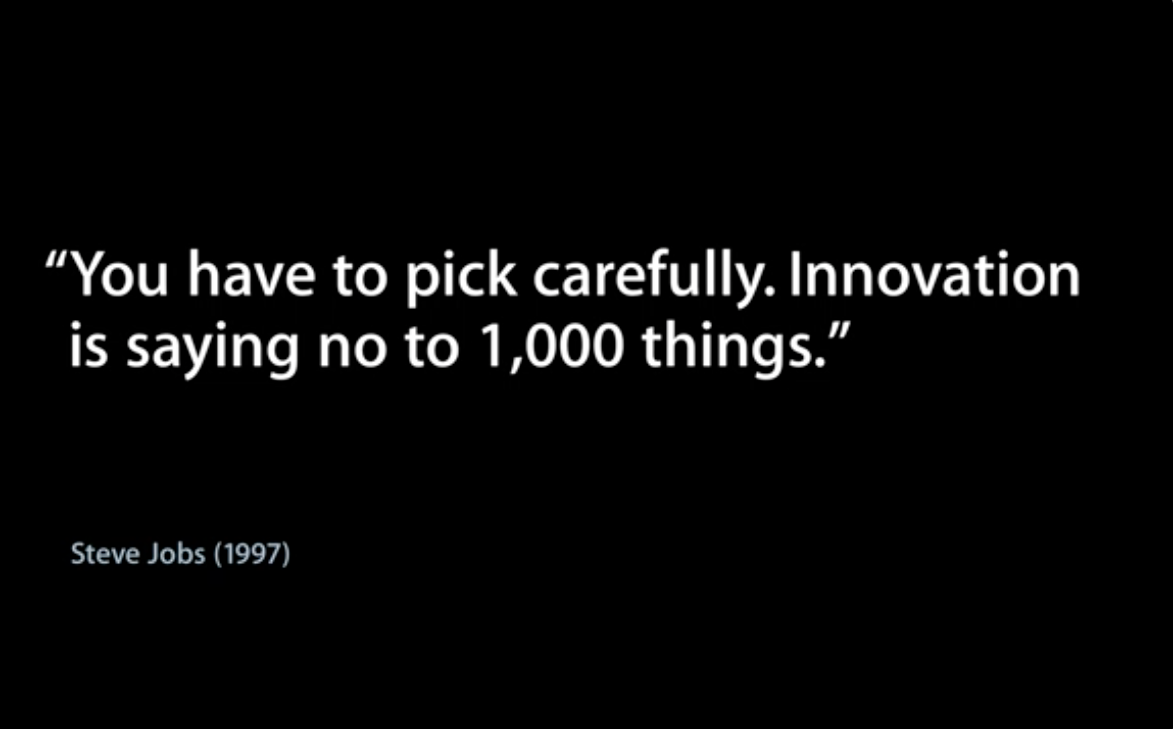 “You have to pick carefully. Innovation
is saying no to 1,000 things.”
Steve Jobs (1997)